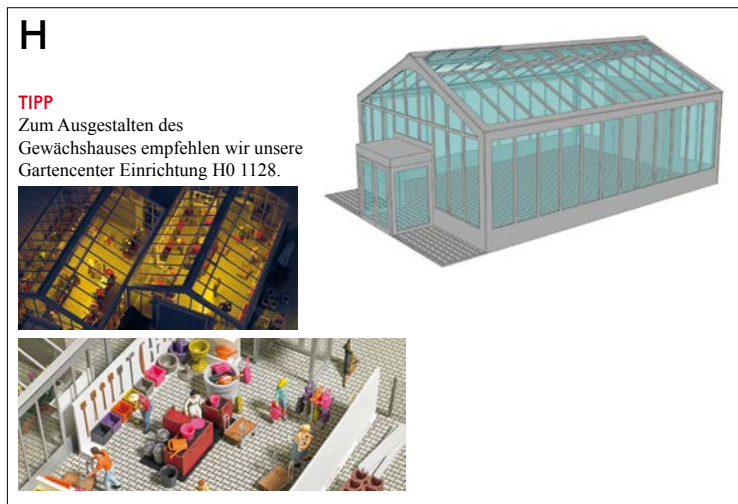 H
TIPP
Zum Ausgestalten des
Gewächshauses empfehlen wir unsere
Gartencenter Einrichtung H0 1128.